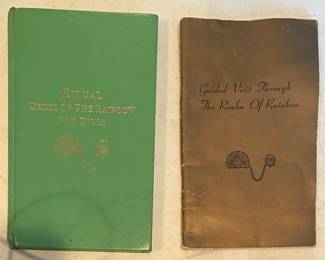 RITUAL
ORDER OF THE RAINBOW
FOR GIRLS
Guided Visit Through
The Realm Of Rainbow